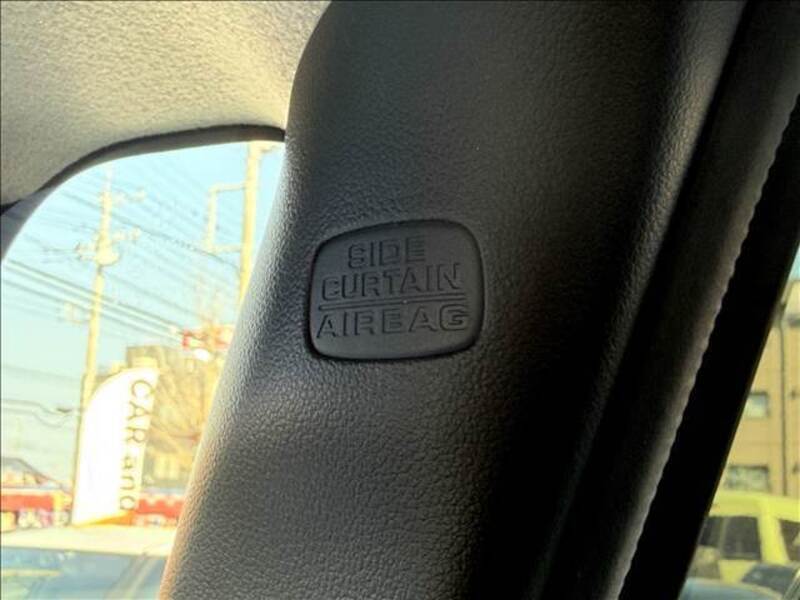 SIDE
CURTAIN
AIRBAG
CAR and